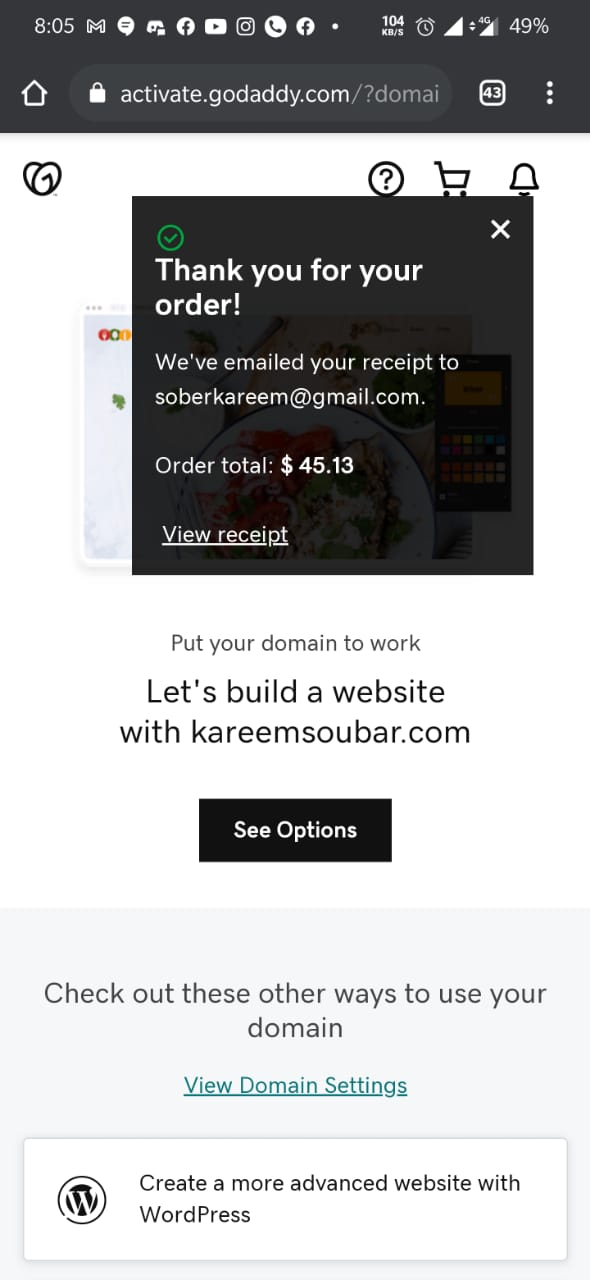 8:05
104
KB/S
4G
49%
activate.godaddy.com/?domai
43
Thank you for your
order!
We've emailed your receipt to
soberkareem@gmail.com.
Order total: $ 45.13
View receipt
Put your domain to work
Let's build a website
with kareemsoubar.com
See Options
Check out these other ways to use your
domain
View Domain Settings
Create a more advanced website with
WordPress